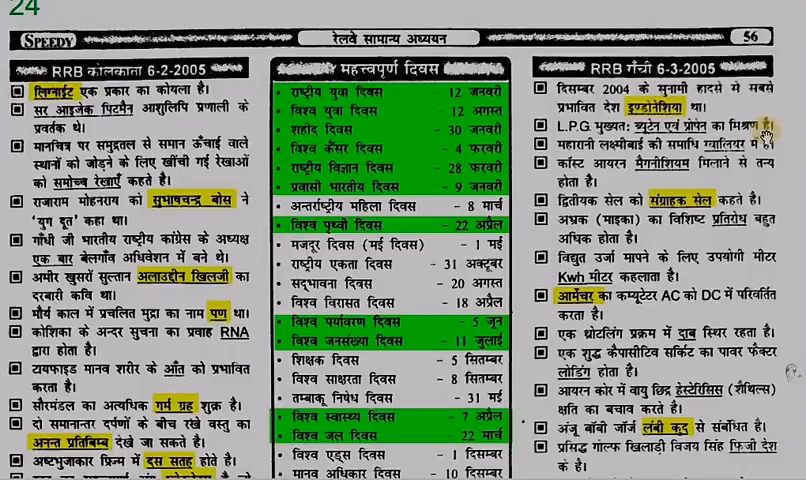 24
SPEEDY
रेलवे सामान्य अध्ययन
56
RRB कोलकाता 6-2-2005
लिग्नाईट एक प्रकार का कोयला है।
सर आइजेक पिटमैन आशुलिपि प्रणाली के
प्रवर्तक थे।
मानचित्र पर समुद्रतल से समान ऊँचाई वाले
स्थानों को जोड़ने के लिए खींची गई रेखाओं
को समोच्च रेखाएँ कहते है।
राजाराम मोहनराय को सुभाषचन्द्र बोस ने
'युग दूत' कहा था।
गाँधी जी भारतीय राष्ट्रीय कांग्रेस के अध्यक्ष
एक बार बेलगाँव अधिवेशन में बने थे।
अमीर खुसरों सुल्तान अलाउद्दीन खिलजी का
दरबारी कवि था।
मौर्य काल में प्रचलित मुद्रा का नाम पण था।
कोशिका के अन्दर सुचना का प्रवाह RNA
द्वारा होता है।
टायफाइड मानव शरीर के आँत को प्रभावित
करता है।
सौरमंडल का अत्यधिक गर्म ग्रह शुक्र है।
दो समानातर दर्पणों के बीच रखे वस्तु का
अनन्त प्रतिबिम्ब देखे जा सकते है।
अष्टभुजाकार प्रिज्म में दस सतह होते है।
महत्त्वपूर्ण दिवस
राष्ट्रीय युवा दिवस - 12 जनवरी
विश्व युवा दिवस - 12 अगस्त
शहीद दिवस - 30 जनवरी
विश्व कैंसर दिवस - 4 फरवरी
राष्ट्रीय विज्ञान दिवस - 28 फरवरी
प्रवासी भारतीय दिवस - 9 जनवरी
अन्तर्राष्ट्रीय महिला दिवस - 8 मार्च
विश्व पृथ्वी दिवस - 22 अप्रैल
मजदूर दिवस (मई दिवस) - 1 मई
राष्ट्रीय एकता दिवस - 31 अक्टूबर
सद्भावना दिवस - 20 अगस्त
विश्व विरासत दिवस - 18 अप्रैल
विश्व पर्यावरण दिवस - 5 जून
विश्व जनसंख्या दिवस - 11 जुलाई
शिक्षक दिवस - 5 सितम्बर
विश्व साक्षरता दिवस - 8 सितम्बर
तम्बाकू निषेध दिवस - 31 मई
विश्व स्वास्थ्य दिवस - 7 अप्रैल
विश्व जल दिवस - 22 मार्च
विश्व एड्स दिवस - 1 दिसम्बर
मानव अधिकार दिवस - 10 दिसम्बर
RRB राँची 6-3-2005
दिसम्बर 2004 के सुनामी हादसे से सबसे
प्रभावित देश इण्डोनेशिया था।
L.P.G मुख्यतः ब्यूटेन एवं प्रोपेन का मिश्रण है।
महारानी लक्ष्मीबाई की समाधि ग्वालियर में है।
कॉस्ट आयरन मैगनीशियम मिलाने से तन्य
होता है।
द्वितीयक सेल को संग्राहक सेल कहते है।
अभ्रक (माइका) का विशिष्ट प्रतिरोध बहुत
अधिक होता है।
विद्युत उर्जा मापने के लिए उपयोगी मीटर
Kwh मीटर कहलाता है।
आर्मेचर का कम्यूटेटर AC को DC में परिवर्तित
करता है।
एक थ्रोटलिंग प्रक्रम में दाब स्थिर रहता है।
एक शुद्ध कैपासीटिव सर्किट का पावर फैक्टर
लोडिंग होता है।
आयरन कोर में वायु छिद्र हेस्टेरिसिस (शैथिल्स)
क्षति का बचाव करते है।
अंजू बॉबी जॉर्ज लंबी कूद से संबंधित है।
प्रसिद्ध गोल्फ खिलाड़ी विजय सिंह फिजी देश
के है।